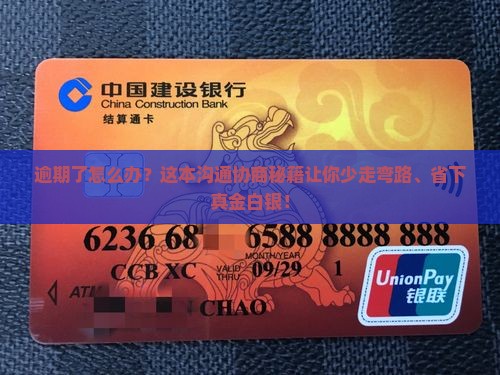 中国建设银行
China Construction Bank
结算通卡
逾期了怎么办？这本沟通协商秘籍让你少走弯路、省下
真金白银！
6236 68 6588 8888 888
MONTH/YEAR
CCB XC VALID THRU 09/29 1
ATM
CHAO
UnionPay
银联